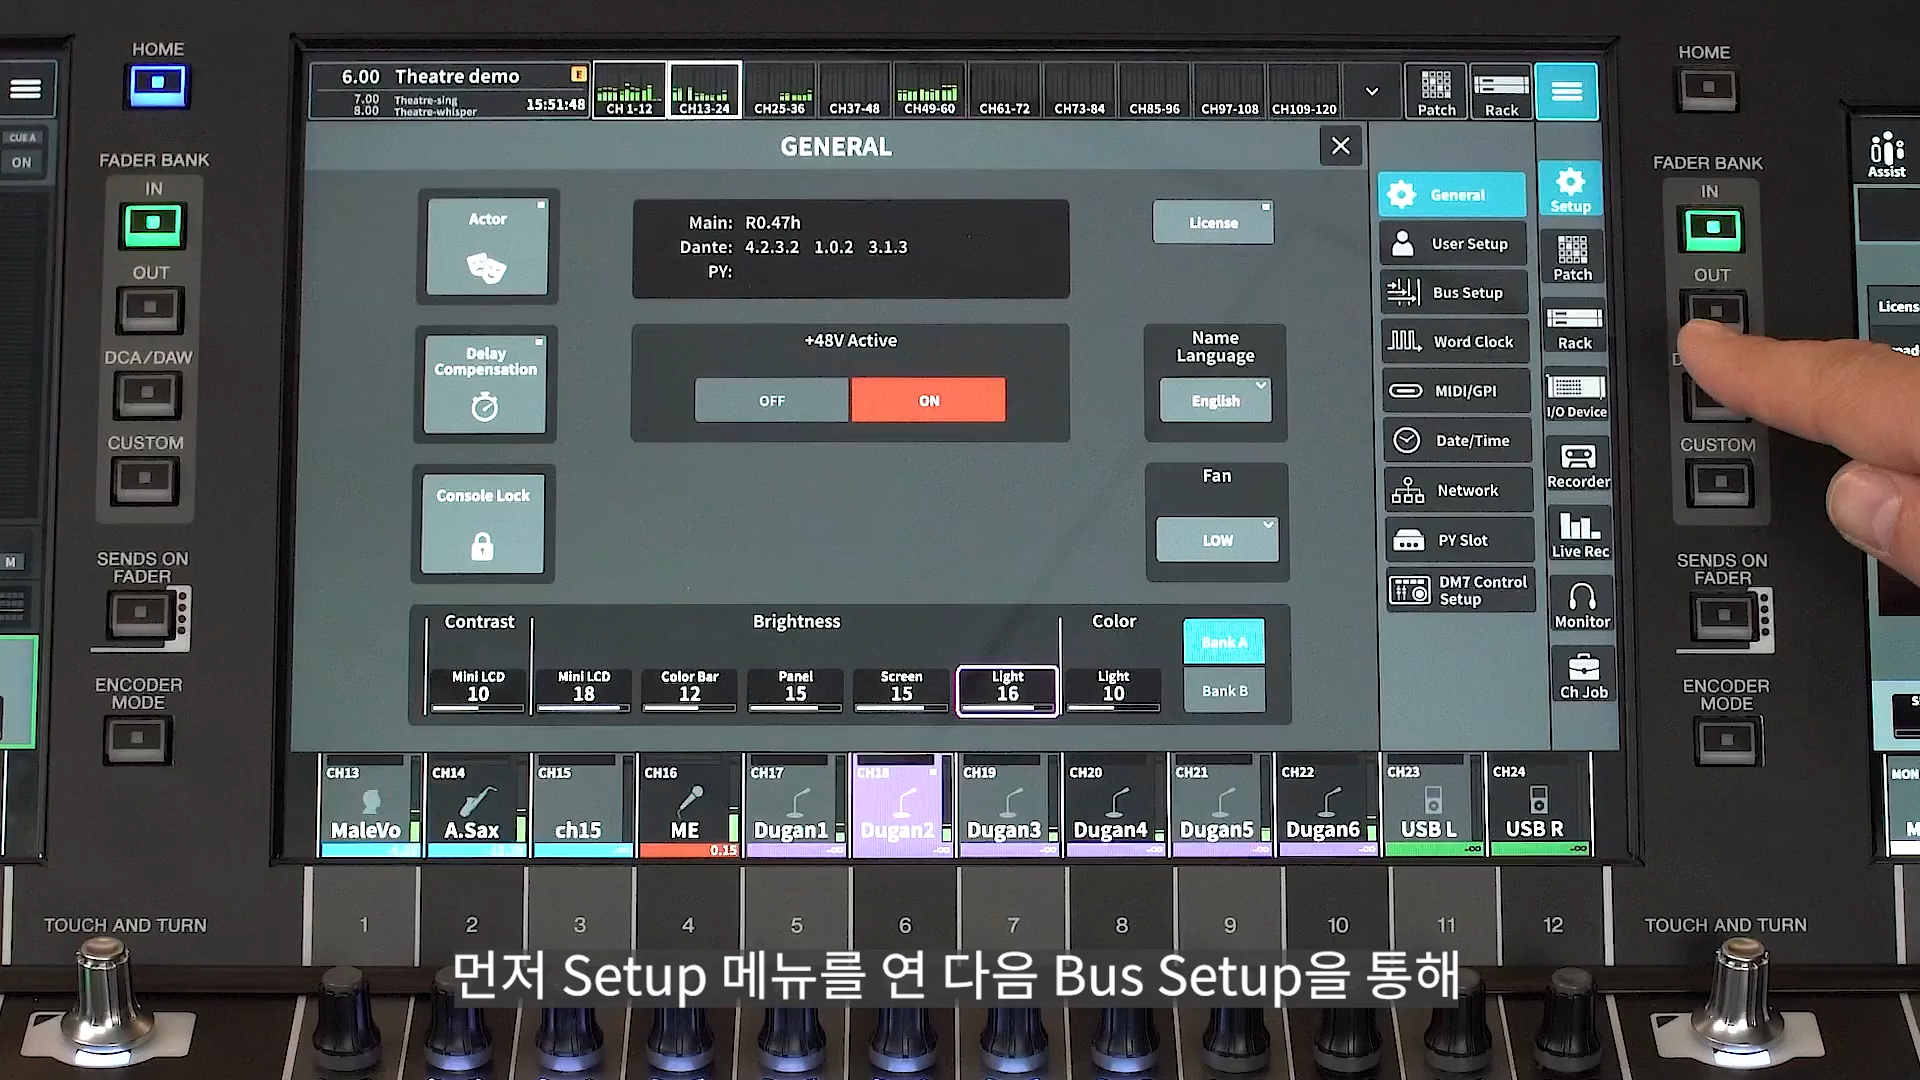 HOME
FADER BANK
IN
OUT
DCA/DAW
CUSTOM
SENDS ON
FADER
ENCODER
MODE
TOUCH AND TURN
CUE A
ON
M
6.00 Theatre demo E
7.00 Theatre-sing
8.00 Theatre-whisper
15:51:48
CH 1-12
CH13-24
CH25-36
CH37-48
CH49-60
CH61-72
CH73-84
CH85-96
CH97-108
CH109-120
Patch
Rack
GENERAL
Actor
Main: R0.47h
Dante: 4.2.3.2 1.0.2 3.1.3
PY:
License
Delay
Compensation
+48V Active
OFF
ON
Name
Language
English
Console Lock
Fan
LOW
Contrast
Brightness
Color
Mini LCD
10
Mini LCD
18
Color Bar
12
Panel
15
Screen
15
Light
16
Light
10
Bank A
Bank B
General
User Setup
Bus Setup
Word Clock
MIDI/GPI
Date/Time
Network
PY Slot
DM7 Control
Setup
Setup
Patch
Rack
I/O Device
Recorder
Live Rec
Monitor
Ch Job
CH13
MaleVo
CH14
A.Sax
CH15
ch15
CH16
ME
0.15
CH17
Dugan1
-∞
CH18
Dugan2
-∞
CH19
Dugan3
-∞
CH20
Dugan4
-∞
CH21
Dugan5
-∞
CH22
Dugan6
-∞
CH23
USB L
-∞
CH24
USB R
-∞
1 2 3 4 5 6 7 8 9 10 11 12
HOME
FADER BANK
IN
OUT
CUSTOM
SENDS ON
FADER
ENCODER
MODE
TOUCH AND TURN
Assist
먼저 Setup 메뉴를 연 다음 Bus Setup을 통해